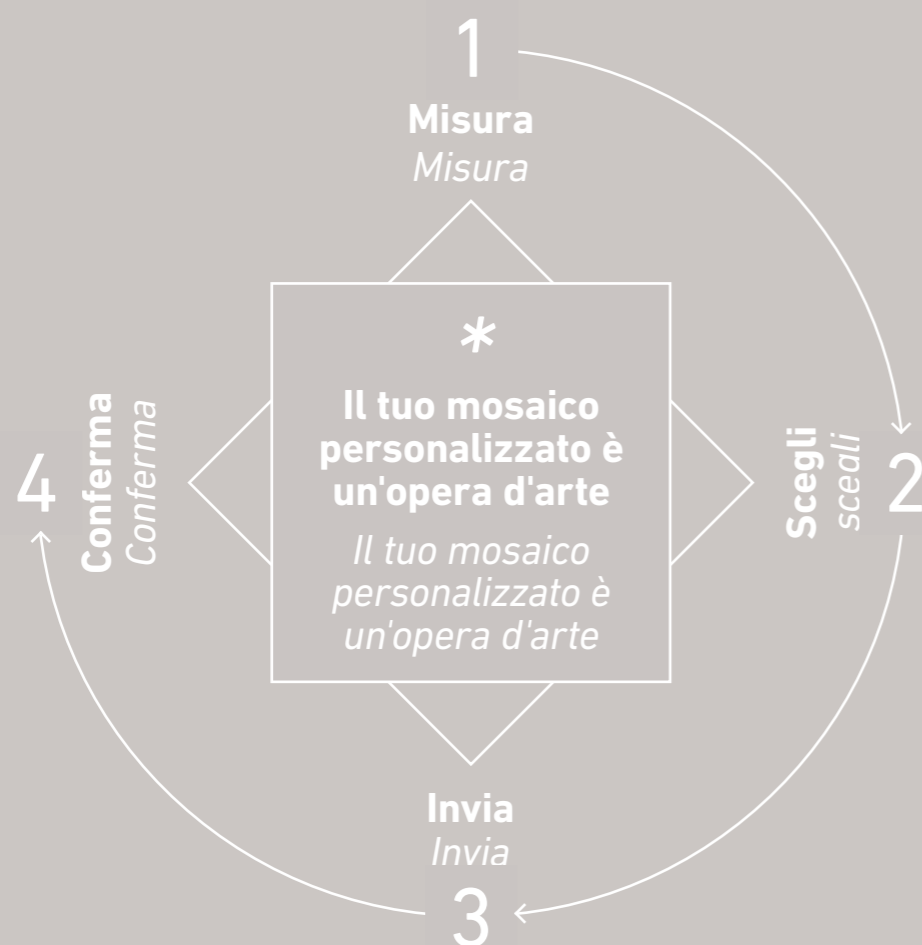 1
Misura
Misura
*
Il tuo mosaico
personalizzato è
un'opera d'arte
Il tuo mosaico
personalizzato è
un'opera d'arte
Scegli
scegli
2
Invia
Invia
3
4
Conferma
Conferma